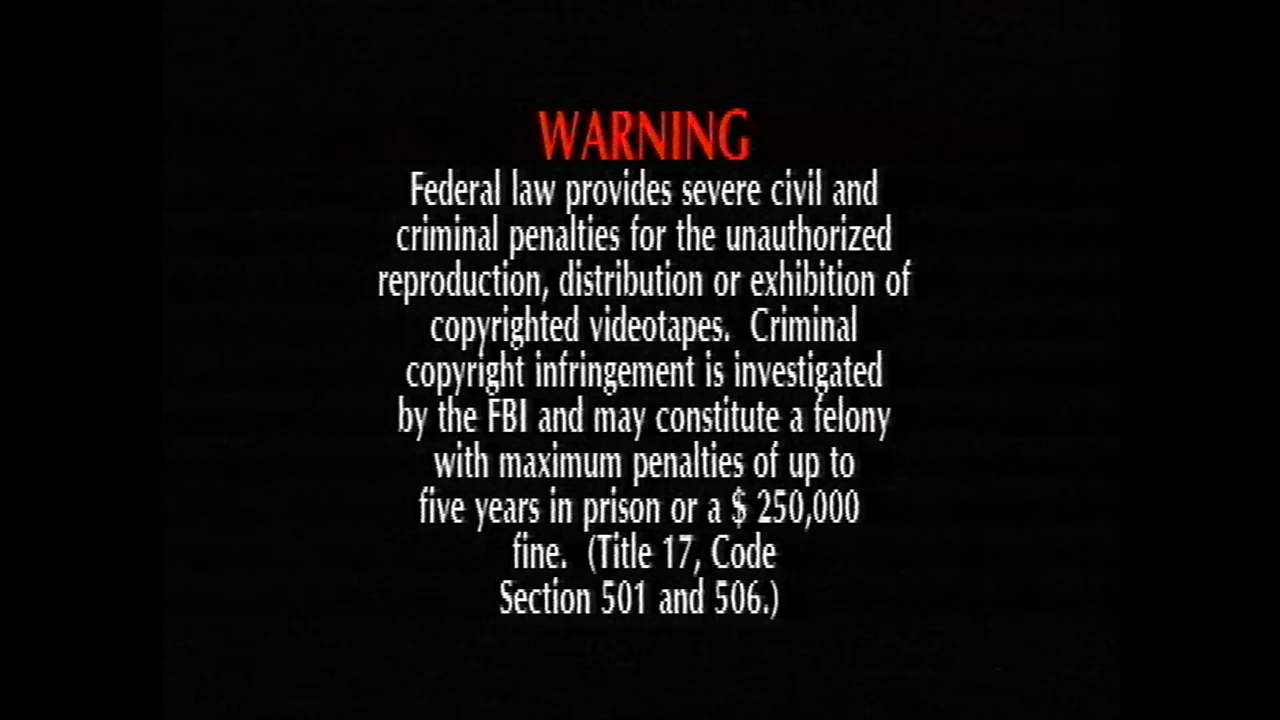 WARNING
Federal law provides severe civil and
criminal penalties for the unauthorized
reproduction, distribution or exhibition of
copyrighted videotapes.  Criminal
copyright infringement is investigated
by the FBI and may constitute a felony
with maximum penalties of up to
five years in prison or a $ 250,000
fine.  (Title 17, Code
Section 501 and 506.)